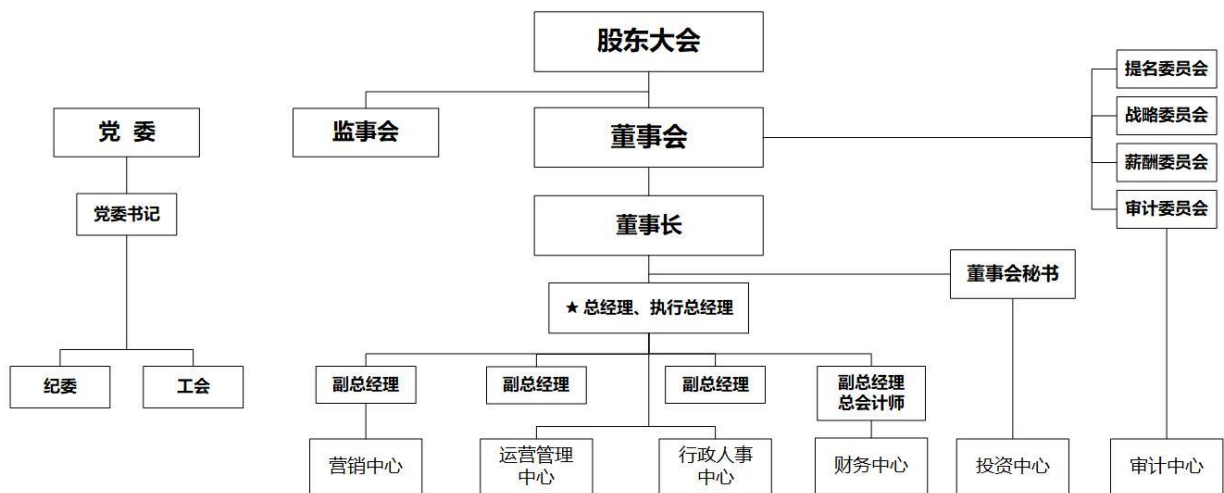 股东大会
提名委员会
战略委员会
党 委
监事会
董事会
薪酬委员会
党委书记
董事长
审计委员会
董事会秘书
★ 总经理、执行总经理
纪委
工会
副总经理
副总经理
副总经理
副总经理
总会计师
营销中心
运营管理
中心
行政人事
中心
财务中心
投资中心
审计中心